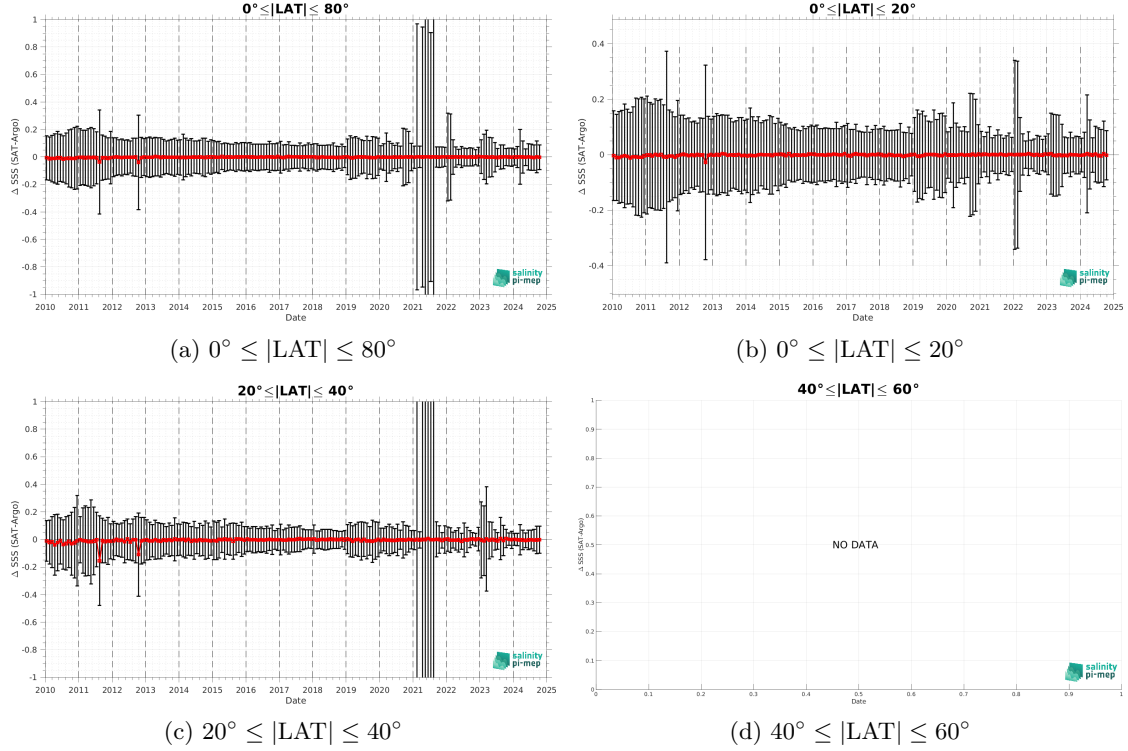 0°≤|LAT|≤ 80°
Δ SSS (SAT-Argo)
1
0.8
0.6
0.4
0.2
0
-0.2
-0.4
-0.6
-0.8
-1
2010 2011 2012 2013 2014 2015 2016 2017 2018 2019 2020 2021 2022 2023 2024 2025
Date
salinity
pi-mep
(a) 0° ≤ |LAT| ≤ 80°
0°≤|LAT|≤ 20°
Δ SSS (SAT-Argo)
0.4
0.2
0
-0.2
-0.4
2010 2011 2012 2013 2014 2015 2016 2017 2018 2019 2020 2021 2022 2023 2024 2025
Date
salinity
pi-mep
(b) 0° ≤ |LAT| ≤ 20°
20°≤|LAT|≤ 40°
Δ SSS (SAT-Argo)
1
0.8
0.6
0.4
0.2
0
-0.2
-0.4
-0.6
-0.8
-1
2010 2011 2012 2013 2014 2015 2016 2017 2018 2019 2020 2021 2022 2023 2024 2025
Date
salinity
pi-mep
(c) 20° ≤ |LAT| ≤ 40°
40°≤|LAT|≤ 60°
Δ SSS (SAT-Argo)
1
0.9
0.8
0.7
0.6
0.5
0.4
0.3
0.2
0.1
0
NO DATA
0 0.1 0.2 0.3 0.4 0.5 0.6 0.7 0.8 0.9 1
Date
salinity
pi-mep
(d) 40° ≤ |LAT| ≤ 60°